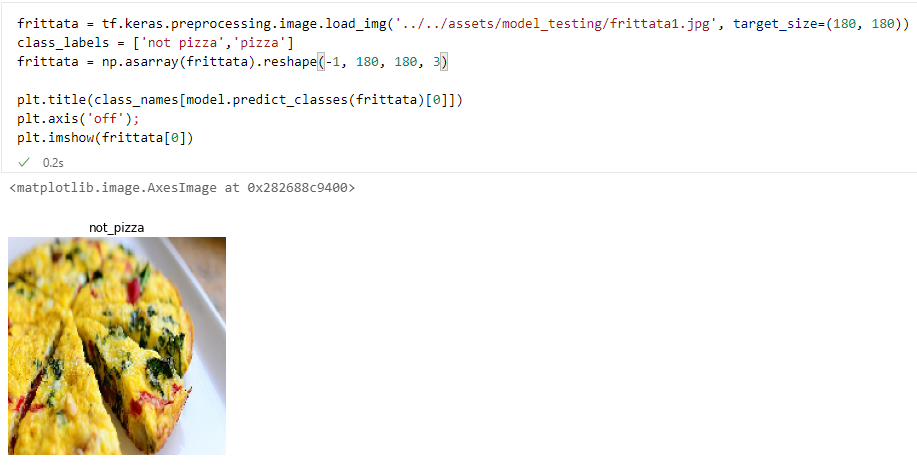 frittata = tf.keras.preprocessing.image.load_img('../../assets/model_testing/frittata1.jpg', target_size=(180, 180))
class_labels = ['not pizza','pizza']
frittata = np.asarray(frittata).reshape(-1, 180, 180, 3)
plt.title(class_names[model.predict_classes(frittata)[0]])
plt.axis('off');
plt.imshow(frittata[0])
0.2s
<matplotlib.image.AxesImage at 0x282688c9400>
not_pizza